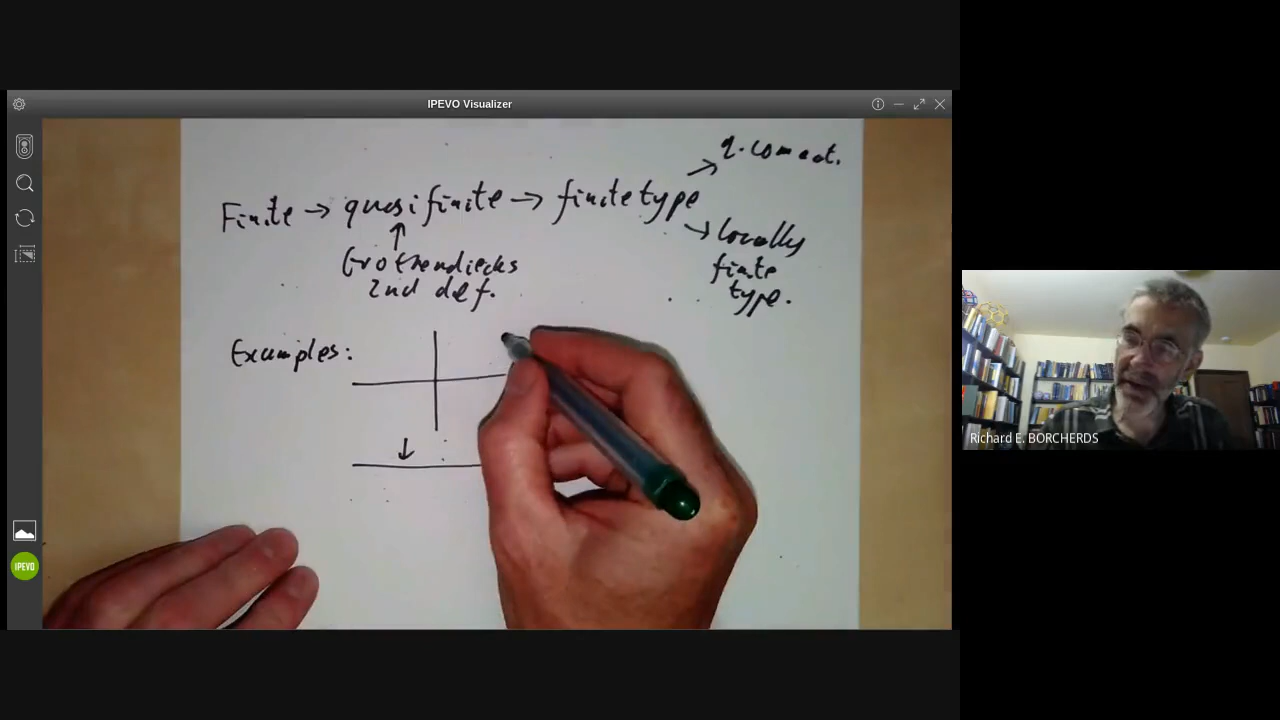 IPEVO Visualizer
q. compact.
Finite → quasifinite → finite type
↑
→ locally
finite
type.
Grothendiecks
2nd def.
Examples:
↓
IPEVO
Richard E. BORCHERDS